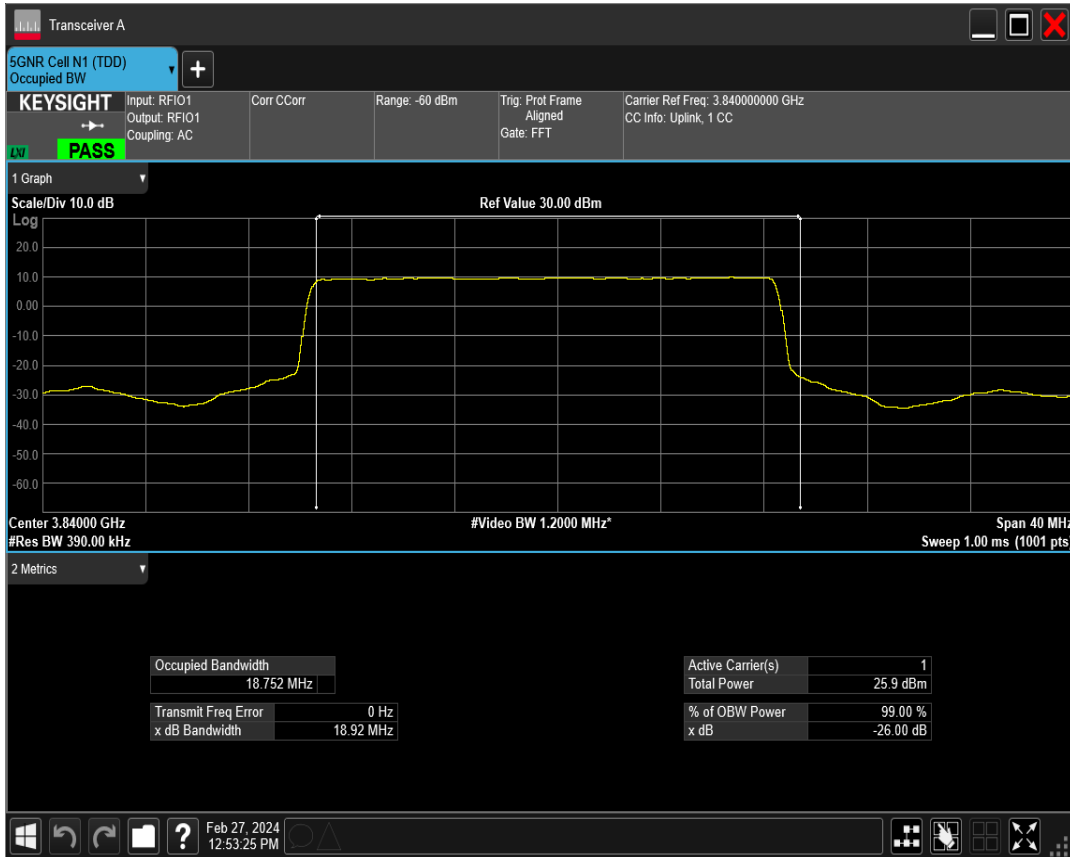 Transceiver A
5GNR Cell N1 (TDD)
Occupied BW
+
KEYSIGHT
LXI
PASS
Input: RFIO1
Output: RFIO1
Coupling: AC
Corr CCorr
Range: -60 dBm
Trig: Prot Frame
Aligned
Gate: FFT
Carrier Ref Freq: 3.840000000 GHz
CC Info: Uplink, 1 CC
1 Graph
Scale/Div 10.0 dB
Ref Value 30.00 dBm
Log
20.0
10.0
0.00
-10.0
-20.0
-30.0
-40.0
-50.0
-60.0
Center 3.84000 GHz
#Video BW 1.2000 MHz*
Span 40 MHz
#Res BW 390.00 kHz
Sweep 1.00 ms (1001 pts)
2 Metrics
Occupied Bandwidth
18.752 MHz
Transmit Freq Error 0 Hz
x dB Bandwidth 18.92 MHz
Active Carrier(s) 1
Total Power 25.9 dBm
% of OBW Power 99.00 %
x dB -26.00 dB
?
Feb 27, 2024
12:53:25 PM